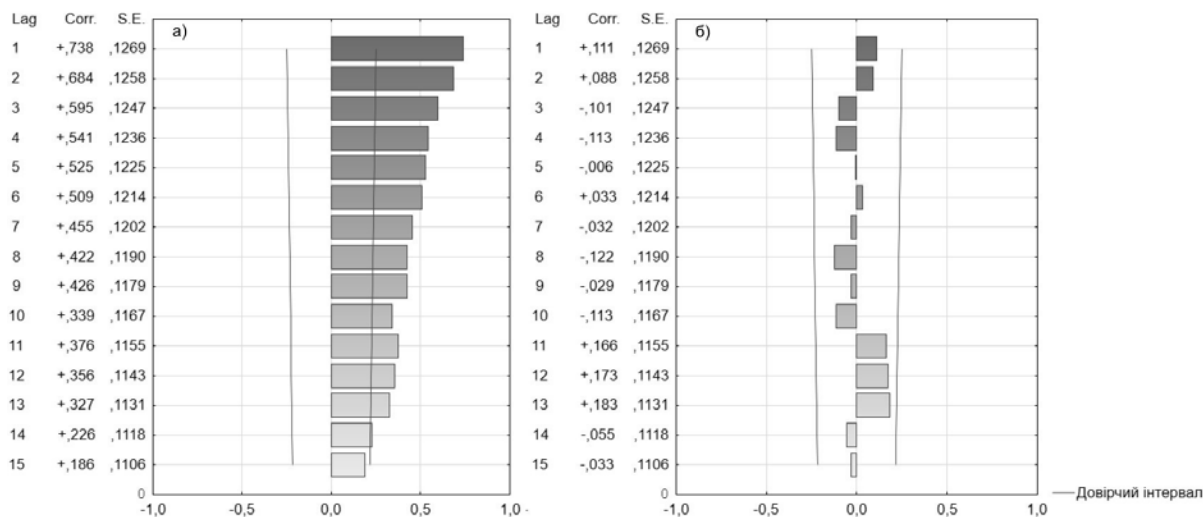 Lag Corr. S.E. а)
1 +,738 ,1269
2 +,684 ,1258
3 +,595 ,1247
4 +,541 ,1236
5 +,525 ,1225
6 +,509 ,1214
7 +,455 ,1202
8 +,422 ,1190
9 +,426 ,1179
10 +,339 ,1167
11 +,376 ,1155
12 +,356 ,1143
13 +,327 ,1131
14 +,226 ,1118
15 +,186 ,1106
0
-1,0 -0,5 0,0 0,5 1,0
Lag Corr. S.E. б)
1 +,111 ,1269
2 +,088 ,1258
3 -,101 ,1247
4 -,113 ,1236
5 -,006 ,1225
6 +,033 ,1214
7 -,032 ,1202
8 -,122 ,1190
9 -,029 ,1179
10 -,113 ,1167
11 +,166 ,1155
12 +,173 ,1143
13 +,183 ,1131
14 -,055 ,1118
15 -,033 ,1106
0
-1,0 -0,5 0,0 0,5 1,0
Довірчий інтервал